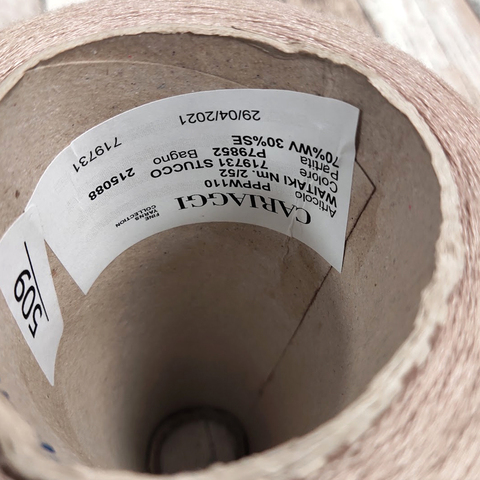 CARIAGGI FINE YARNS COLLECTION
Articolo PPPW110
WAITAKI Nm. 2/52
Colore 719731 STUCCO 215088
Partita P79852 Bagno
70%WV 30%SE
29/04/2021 719731
509